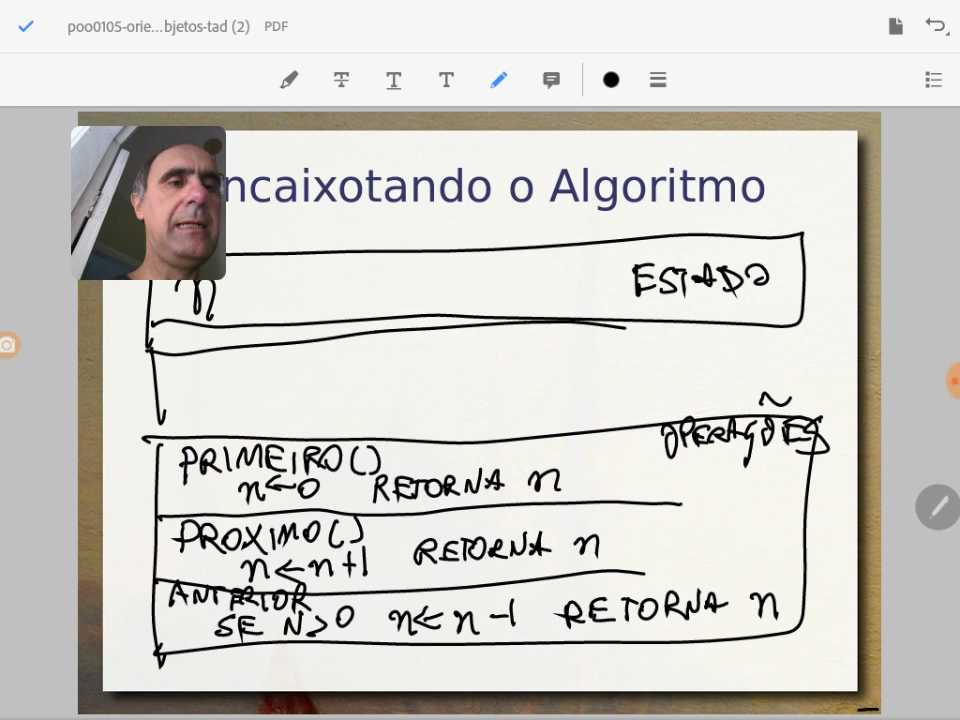 poo0105-orie...bjetos-tad (2) PDF
T T T
ncaixotando o Algoritmo
n ESTADO
OPERAÇÕES
PRIMEIRO()
n←0 RETORNA n
PROXIMO()
n←n+1 RETORNA n
ANTERIOR
SE N>0 n←n-1 RETORNA n